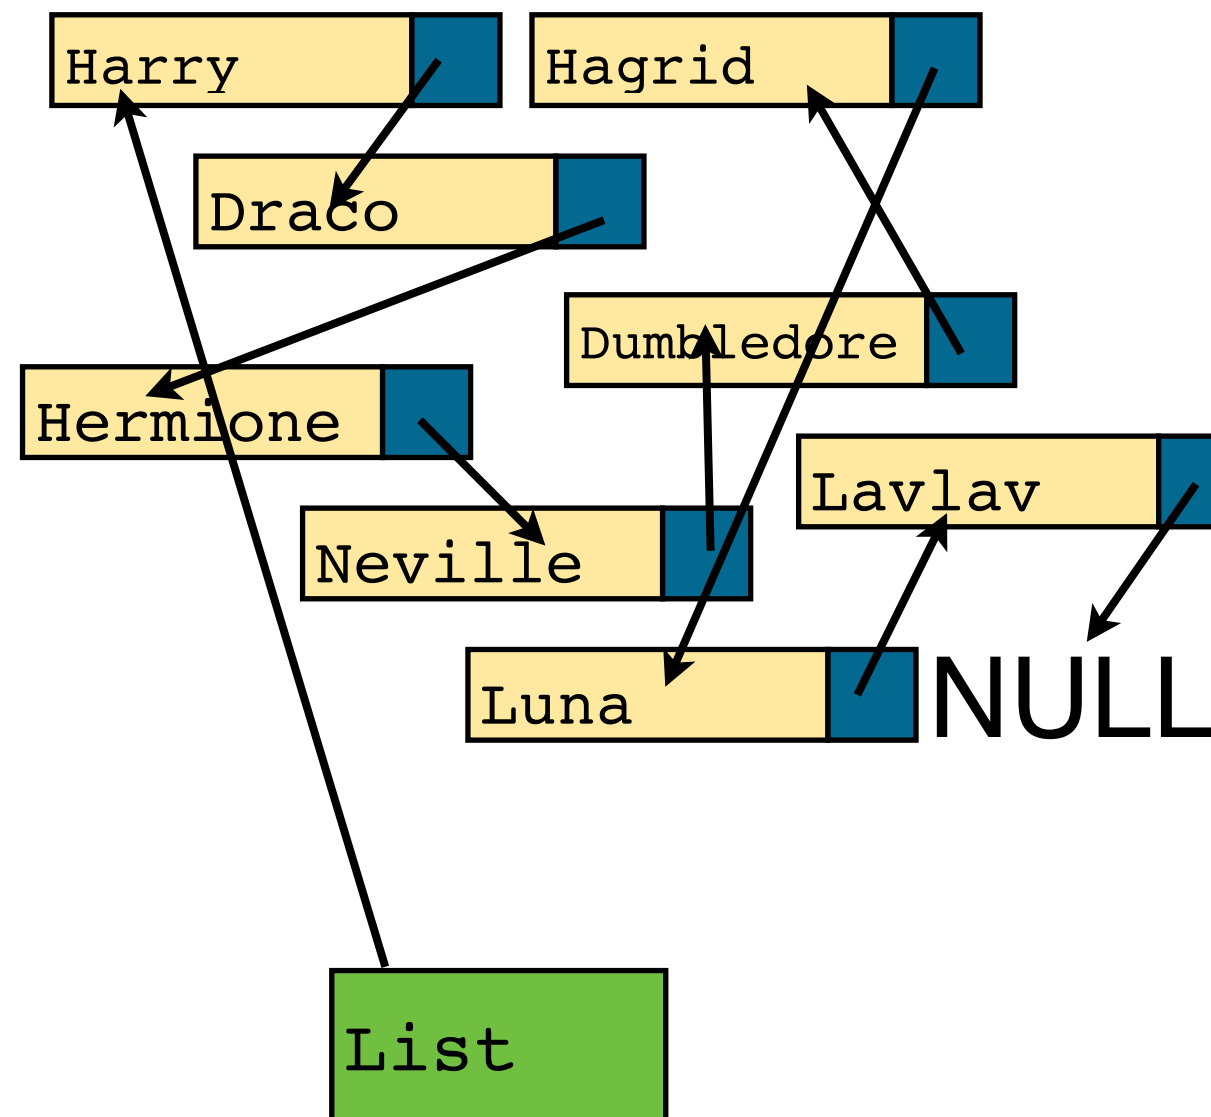 Harry
Hagrid
Draco
Dumbledore
Hermione
Lavlav
Neville
Luna
NULL
List